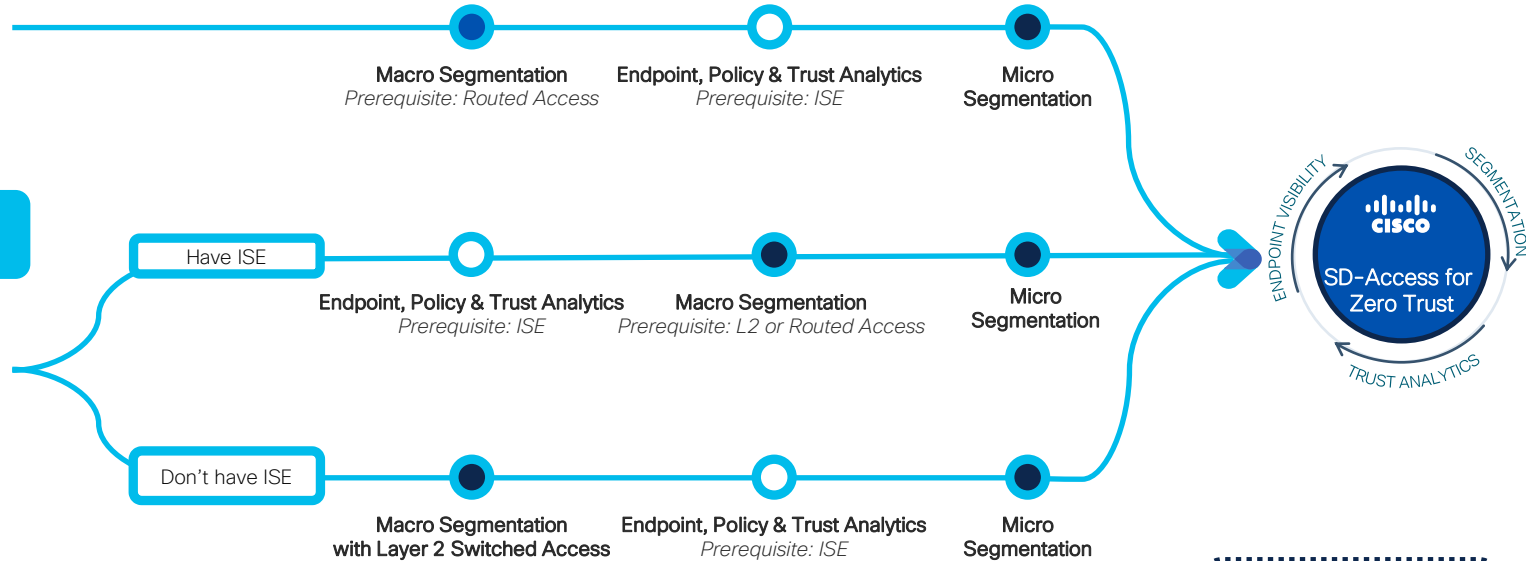 Macro Segmentation
Prerequisite: Routed Access
Endpoint, Policy & Trust Analytics
Prerequisite: ISE
Micro
Segmentation
Have ISE
Endpoint, Policy & Trust Analytics
Prerequisite: ISE
Macro Segmentation
Prerequisite: L2 or Routed Access
Micro
Segmentation
ENDPOINT VISIBILITY
SEGMENTATION
CISCO
SD-Access for
Zero Trust
TRUST ANALYTICS
Don’t have ISE
Macro Segmentation
with Layer 2 Switched Access
Endpoint, Policy & Trust Analytics
Prerequisite: ISE
Micro
Segmentation